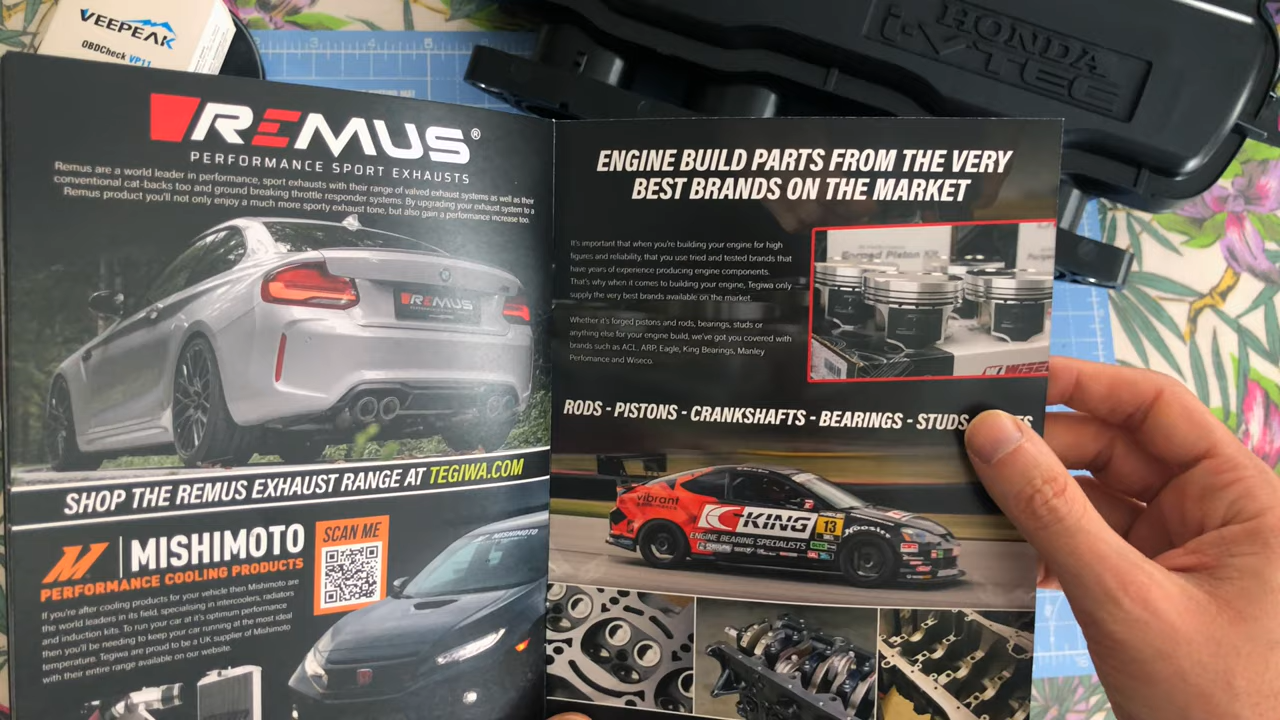 VEEPEAK
OBDCheck VP11
HONDA
i-VTEC
REMUS®
PERFORMANCE SPORT EXHAUSTS
Remus are a world leader in performance, sport exhausts with their range of valved exhaust systems as well as their
conventional cat-backs too and ground breaking throttle responder systems. By upgrading your exhaust system to a
Remus product you'll not only enjoy a much more sporty exhaust tone, but also gain a performance increase too.
REMUS
SHOP THE REMUS EXHAUST RANGE AT TEGIWA.COM
MISHIMOTO
PERFORMANCE COOLING PRODUCTS
SCAN ME
If you're after cooling products for your vehicle then Mishimoto are
the world leaders in its field, specialising in intercoolers, radiators
and induction kits. To run your car at it's optimum performance
then you'll be needing to keep your car running at the most ideal
temperature. Tegiwa are proud to be a UK supplier of Mishimoto
with their entire range available on our website.
MISHIMOTO
ENGINE BUILD PARTS FROM THE VERY
BEST BRANDS ON THE MARKET
It's important that when you're building your engine for high
figures and reliability, that you use tried and tested brands that
have years of experience producing engine components.
That's why when it comes to building your engine, Tegiwa only
supply the very best brands available on the market.
Whether it's forged pistons and rods, bearings, studs or
anything else for your engine build, we've got you covered with
brands such as ACL, ARP, Eagle, King Bearings, Manley
Perfomance and Wiseco.
Forged Piston Kit
WISE
RODS - PISTONS - CRANKSHAFTS - BEARINGS - STUDS
vibrant
KING
ENGINE BEARING SPECIALISTS
13
Hoosier